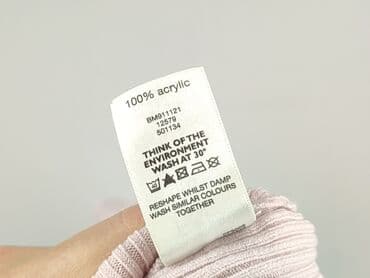 100% acrylic
BM911121
12579
501134
THINK OF THE
ENVIRONMENT
WASH AT 30°
RESHAPE WHILST DAMP
WASH SIMILAR COLOURS
TOGETHER